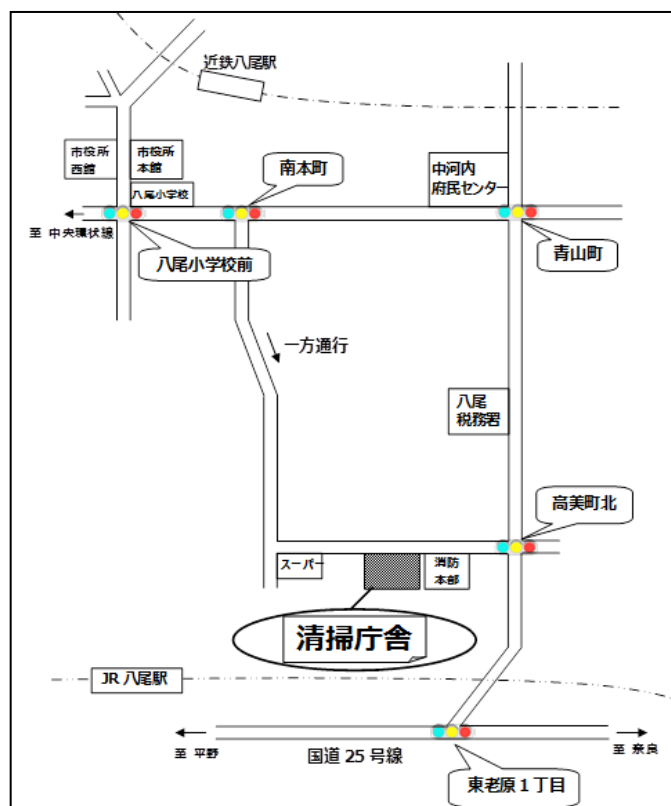 近鉄八尾駅
市役所
西館
市役所
本館
八尾小学校
南本町
中河内
府民センター
至 中央環状線
八尾小学校前
青山町
一方通行
八尾
税務署
高美町北
スーパー
消防
本部
清掃庁舎
JR 八尾駅
至 平野
国道 25 号線
至 奈良
東老原 1 丁目